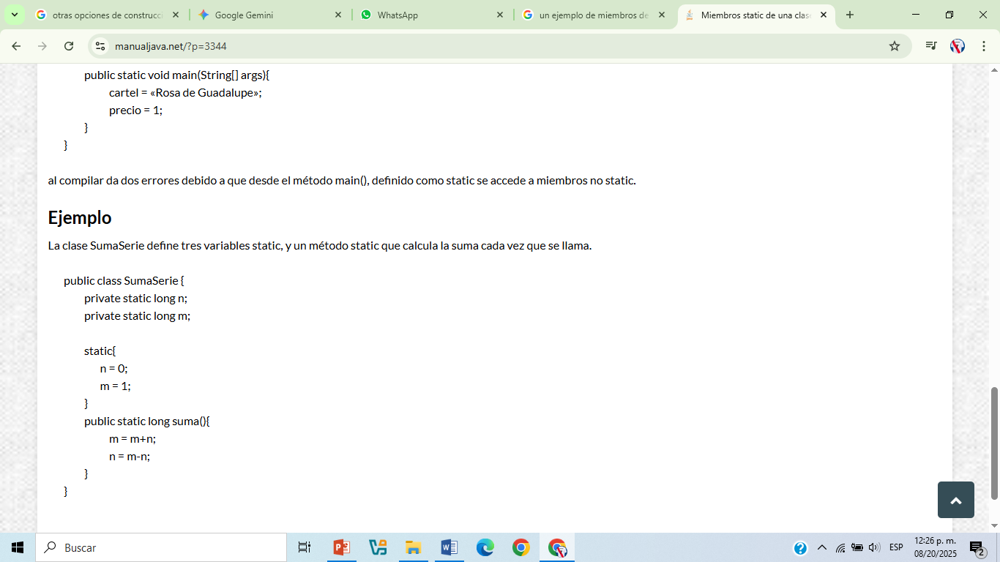 otras opciones de construcci
Google Gemini
WhatsApp
un ejemplo de miembros de
Miembros static de una clas
manualjava.net/?p=3344
public static void main(String[] args){
cartel = «Rosa de Guadalupe»;
precio = 1;
}
}
al compilar da dos errores debido a que desde el método main(), definido como static se accede a miembros no static.
Ejemplo
La clase SumaSerie define tres variables static, y un método static que calcula la suma cada vez que se llama.
public class SumaSerie {
private static long n;
private static long m;
static{
n = 0;
m = 1;
}
public static long suma(){
m = m+n;
n = m-n;
}
}
Buscar
ESP
12:26 p. m.
08/20/2025
2